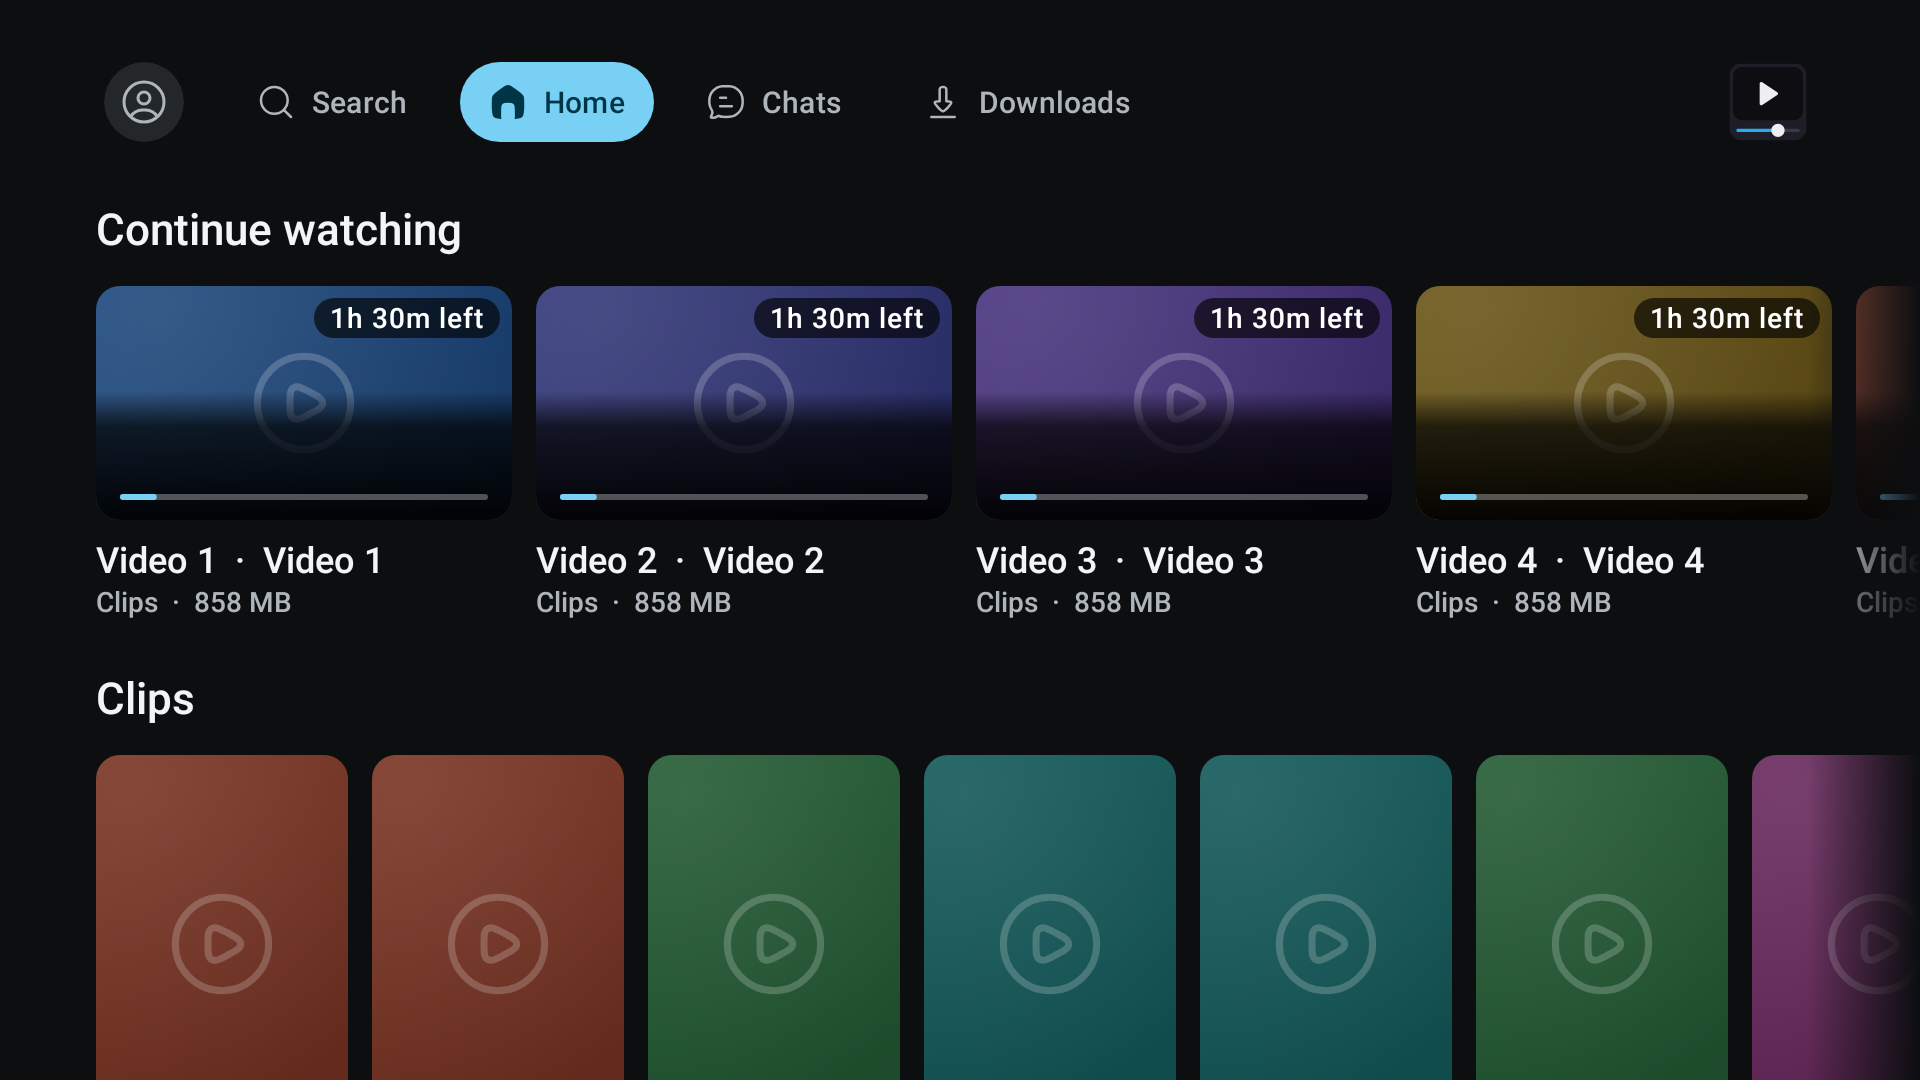 Search
Home
Chats
Downloads
Continue watching
1h 30m left
1h 30m left
1h 30m left
1h 30m left
Video 1 · Video 1
Clips · 858 MB
Video 2 · Video 2
Clips · 858 MB
Video 3 · Video 3
Clips · 858 MB
Video 4 · Video 4
Clips · 858 MB
Clips
Clips